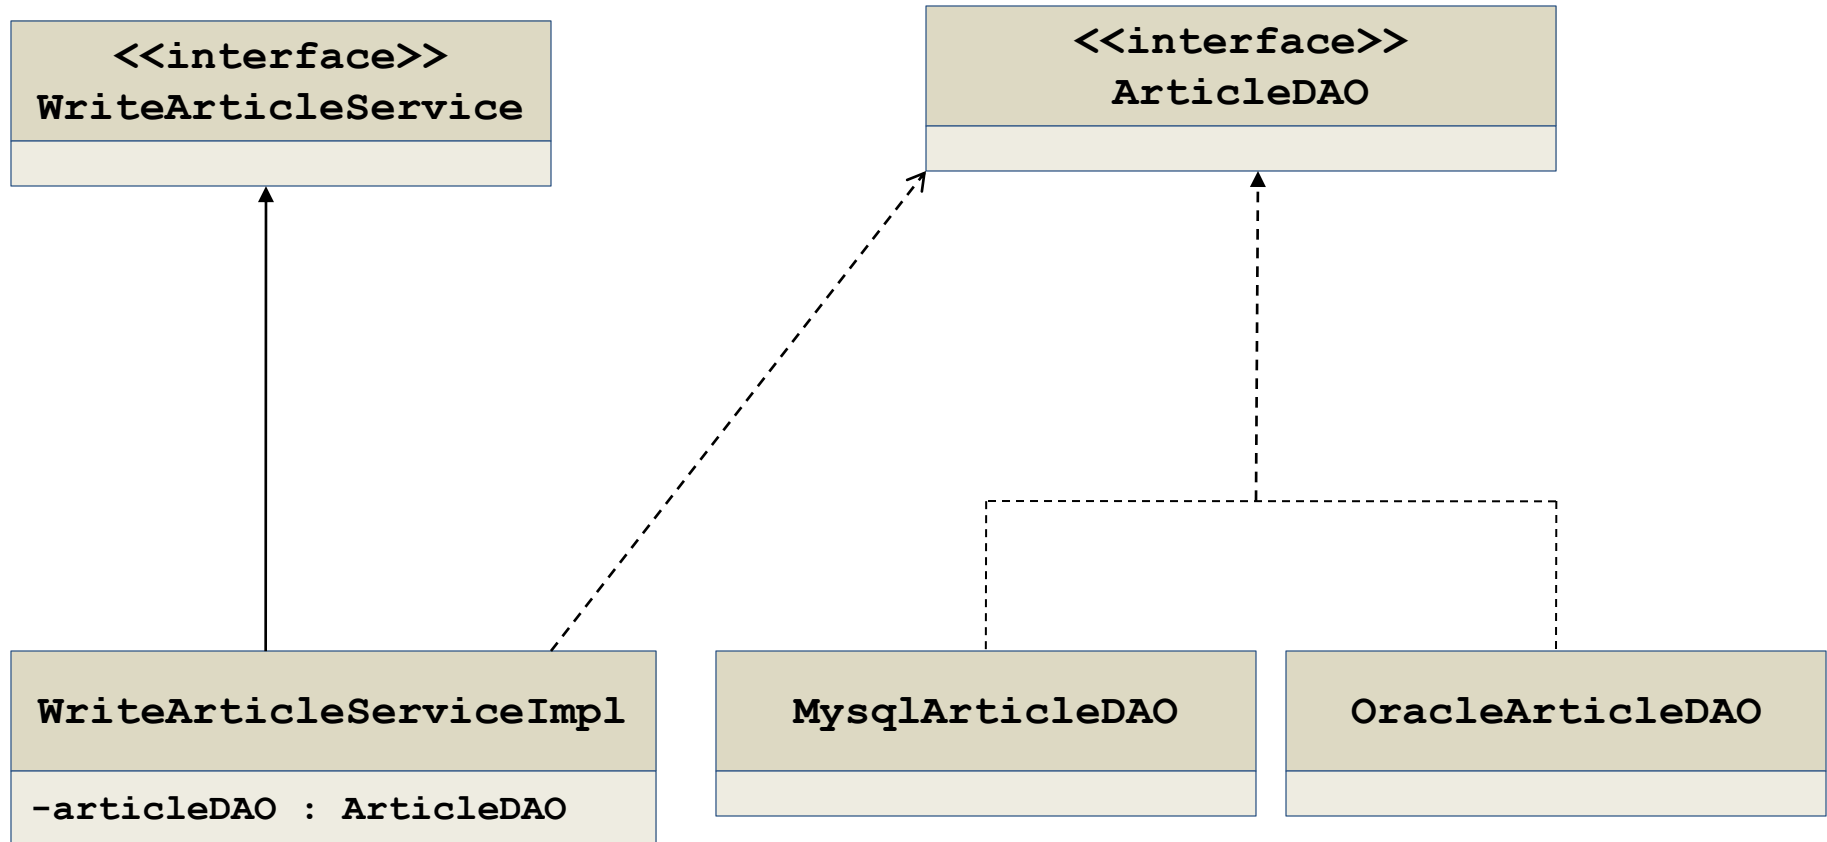 <<interface>>
WriteArticleService
<<interface>>
ArticleDAO
WriteArticleServiceImpl
-articleDAO : ArticleDAO
MysqlArticleDAO
OracleArticleDAO